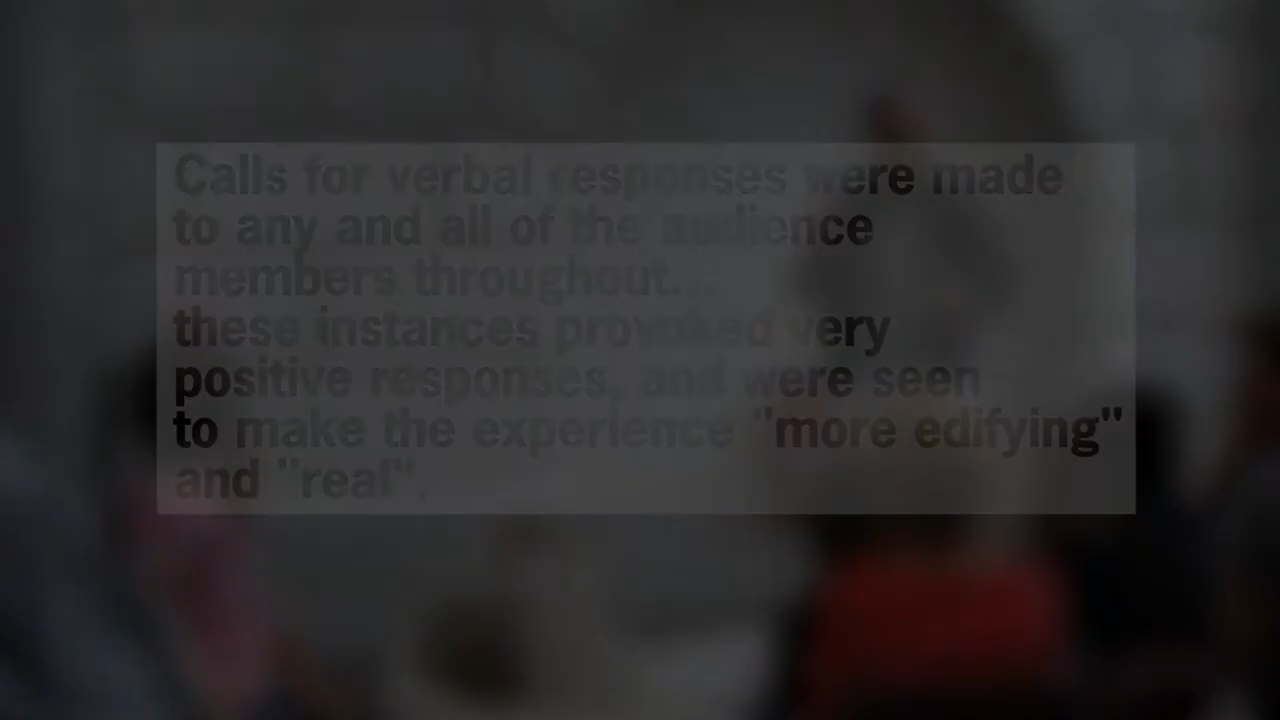 Calls for verbal responses were made
to any and all of the audience
members throughout...
these instances provoked very
positive responses, and were seen
to make the experience "more edifying"
and "real".